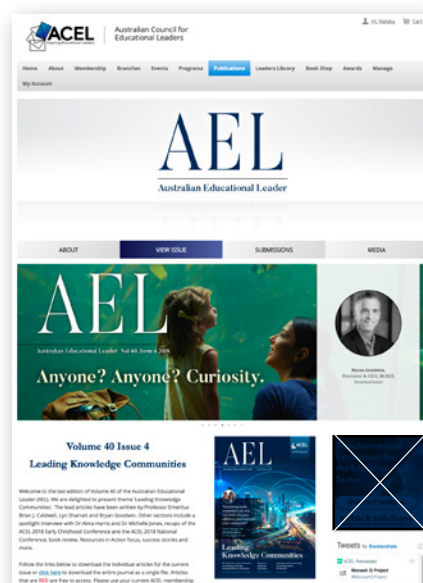 ACEL
Inspiring Educational Leaders
Australian Council for
Educational Leaders
Hi, Nalaka
Cart
Home About Membership Branches Events Programs Publications Leaders Library Book Shop Awards Manage
My Account
AEL
Australian Educational Leader
ABOUT VIEW ISSUE SUBMISSIONS MEDIA
AEL
Australian Educational Leader Vol 40, Term 4 2018
Anyone? Anyone? Curiosity.
Bryan Goodwin,
President & CEO, McREL
International
Volume 40 Issue 4
Leading Knowledge Communities
Welcome to the last edition of Volume 40 of the Australian Educational
Leader (AEL). We are delighted to present theme 'Leading Knowledge
Communities'. The lead articles have been written by Professor Emeritus
Brian J. Caldwell, Lyn Sharratt and Bryan Goodwin. Other sections include a
spotlight interview with Dr Alma Harris and Dr Michelle Jones, recaps of the
ACEL 2018 Early Childhood Conference and the ACEL 2018 National
Conference, book review, Resources in Action focus, success stories and
more.
Follow the links below to download the individual articles for the current
issue or click here to download the entire journal as a single file. Articles
that are RED are free to access. Please use your current ACEL membership
AEL
ACEL
Leading
Knowledge
Communities
Tweets by
ACEL Retweeted
Monash Q Project